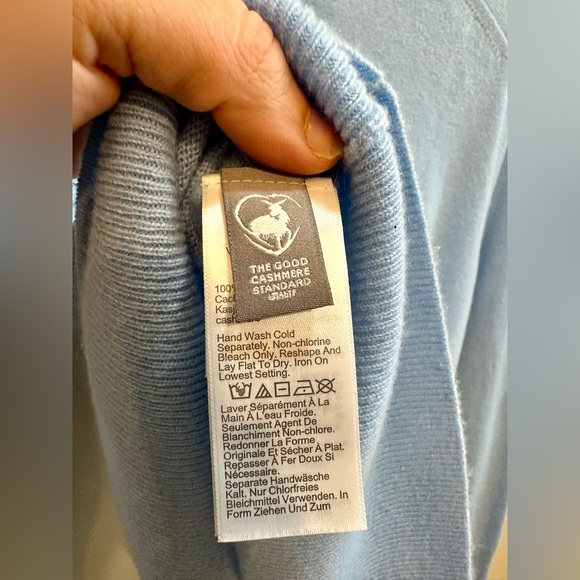 THE GOOD
CASHMERE
STANDARD
100%
Hand Wash Cold
Separately. Non-chlorine
Bleach Only. Reshape And
Lay Flat To Dry. Iron On
Lowest Setting.
Laver Séparément À La
Main À L'eau Froide.
Seulement Agent De
Blanchiment Non-chlore.
Redonner La Forme
Originale Et Sécher À Plat.
Repasser À Fer Doux Si
Nécessaire.
Separate Handwäsche
Kalt. Nur Chlorfreies
Bleichmittel Verwenden. In
Form Ziehen Und Zum